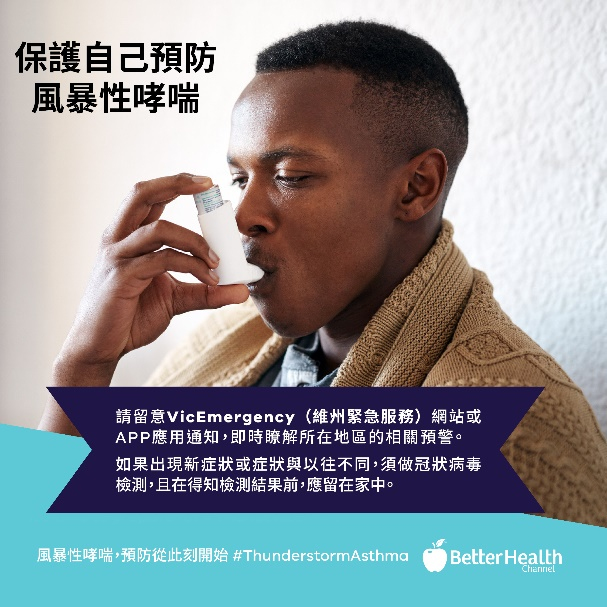 保護自己預防
風暴性哮喘
請留意VicEmergency（維州緊急服務）網站或
APP應用通知，即時瞭解所在地區的相關預警。
如果出現新症狀或症狀與以往不同，須做冠狀病毒
檢測，且在得知檢測結果前，應留在家中。
風暴性哮喘，預防從此刻開始 #ThunderstormAsthma
BetterHealth
Channel